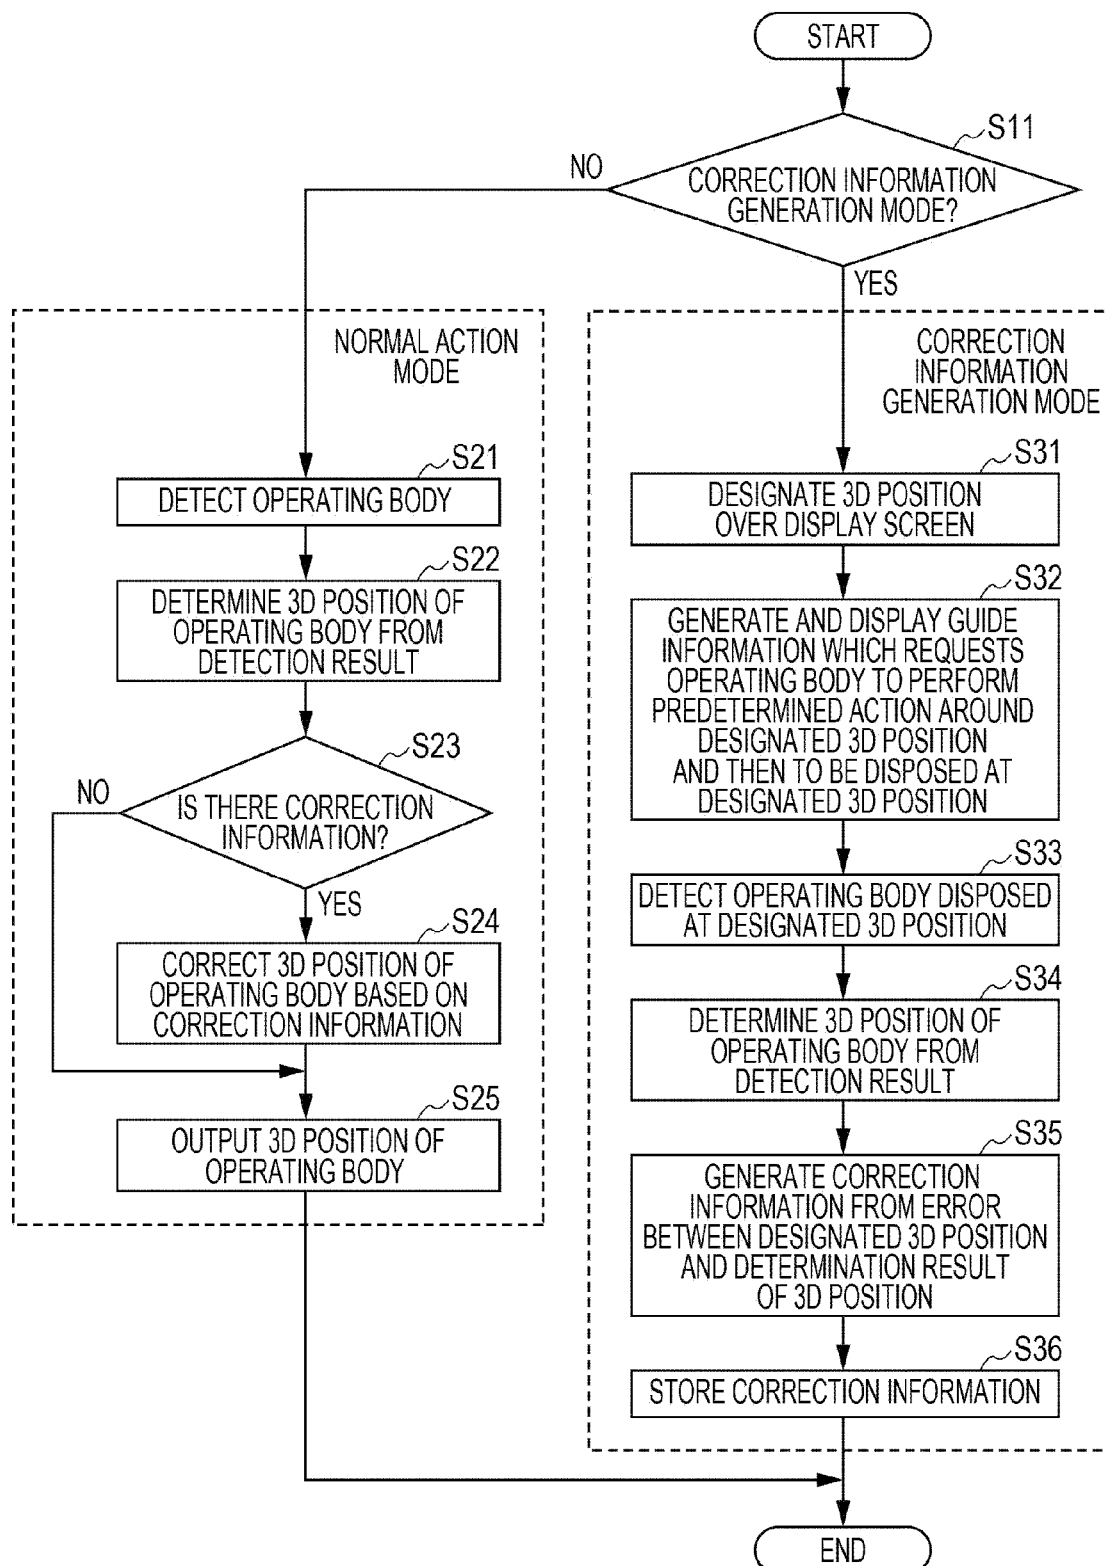 START
S11
NO
CORRECTION INFORMATION
GENERATION MODE?
YES
NORMAL ACTION
MODE
S21
DETECT OPERATING BODY
S22
DETERMINE 3D POSITION OF
OPERATING BODY FROM
DETECTION RESULT
S23
NO
IS THERE CORRECTION
INFORMATION?
YES
S24
CORRECT 3D POSITION OF
OPERATING BODY BASED ON
CORRECTION INFORMATION
S25
OUTPUT 3D POSITION OF
OPERATING BODY
CORRECTION
INFORMATION
GENERATION MODE
S31
DESIGNATE 3D POSITION
OVER DISPLAY SCREEN
S32
GENERATE AND DISPLAY GUIDE
INFORMATION WHICH REQUESTS
OPERATING BODY TO PERFORM
PREDETERMINED ACTION AROUND
DESIGNATED 3D POSITION
AND THEN TO BE DISPOSED AT
DESIGNATED 3D POSITION
S33
DETECT OPERATING BODY DISPOSED
AT DESIGNATED 3D POSITION
S34
DETERMINE 3D POSITION OF
OPERATING BODY FROM
DETECTION RESULT
S35
GENERATE CORRECTION
INFORMATION FROM ERROR
BETWEEN DESIGNATED 3D POSITION
AND DETERMINATION RESULT
OF 3D POSITION
S36
STORE CORRECTION INFORMATION
END